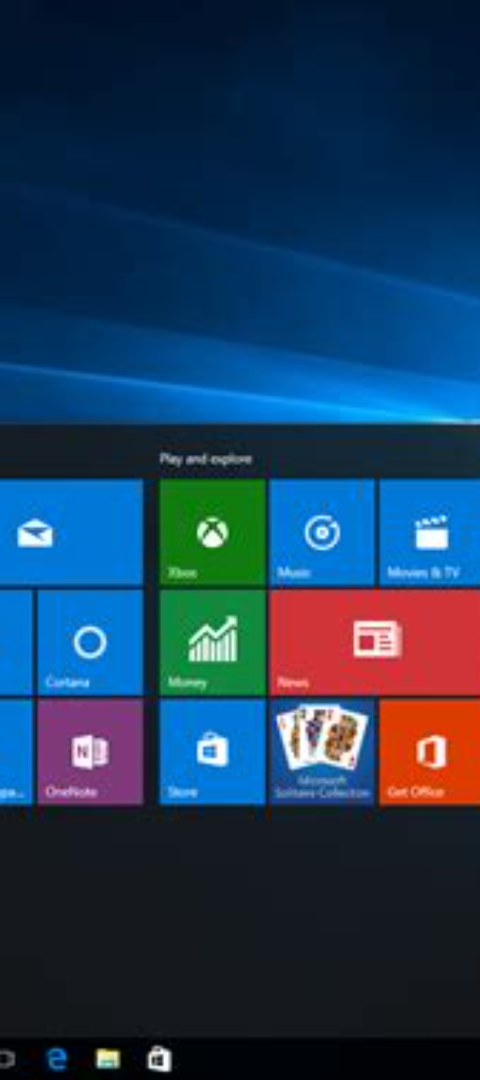 Play and explore
Xbox
Music
Movies & TV
Cortana
Money
News
OneNote
Store
Microsoft
Solitaire Collection
Get Office